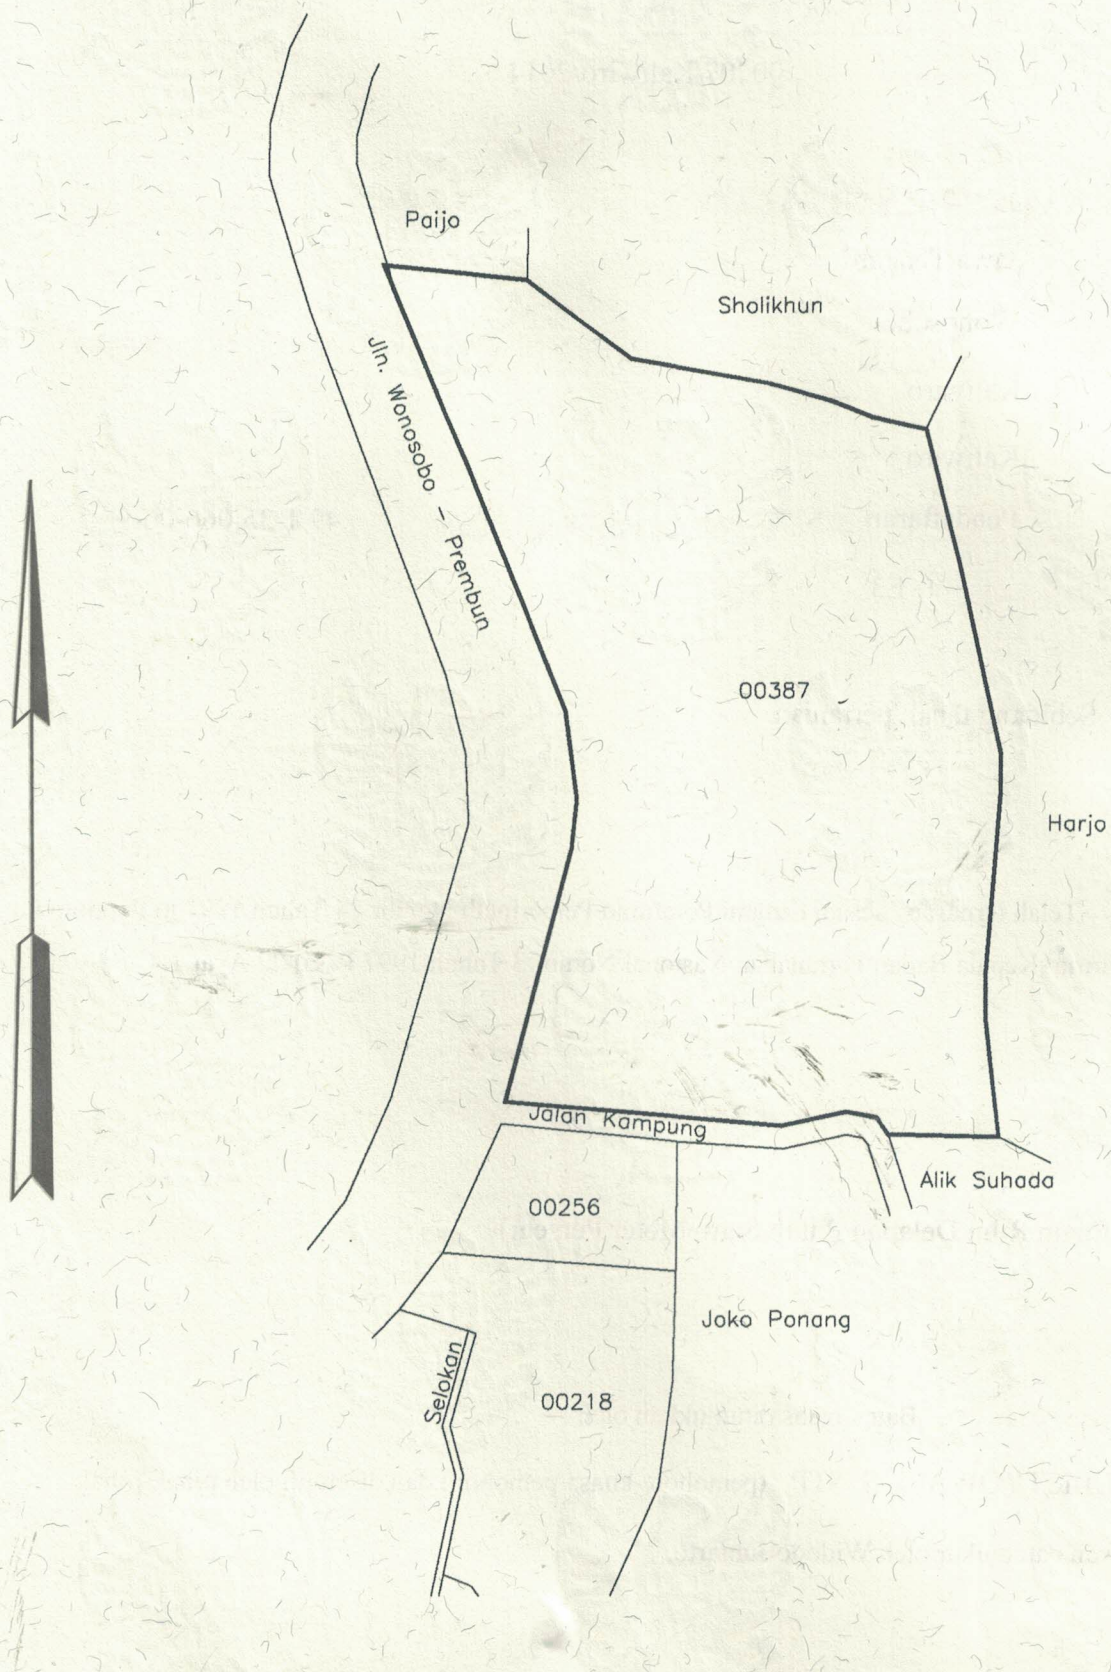 Paijo
Sholikhun
Jln. Wonosobo - Prembun
00387
Harjo
Jalan Kampung
Alik Suhada
00256
Joko Ponang
Selokan
00218